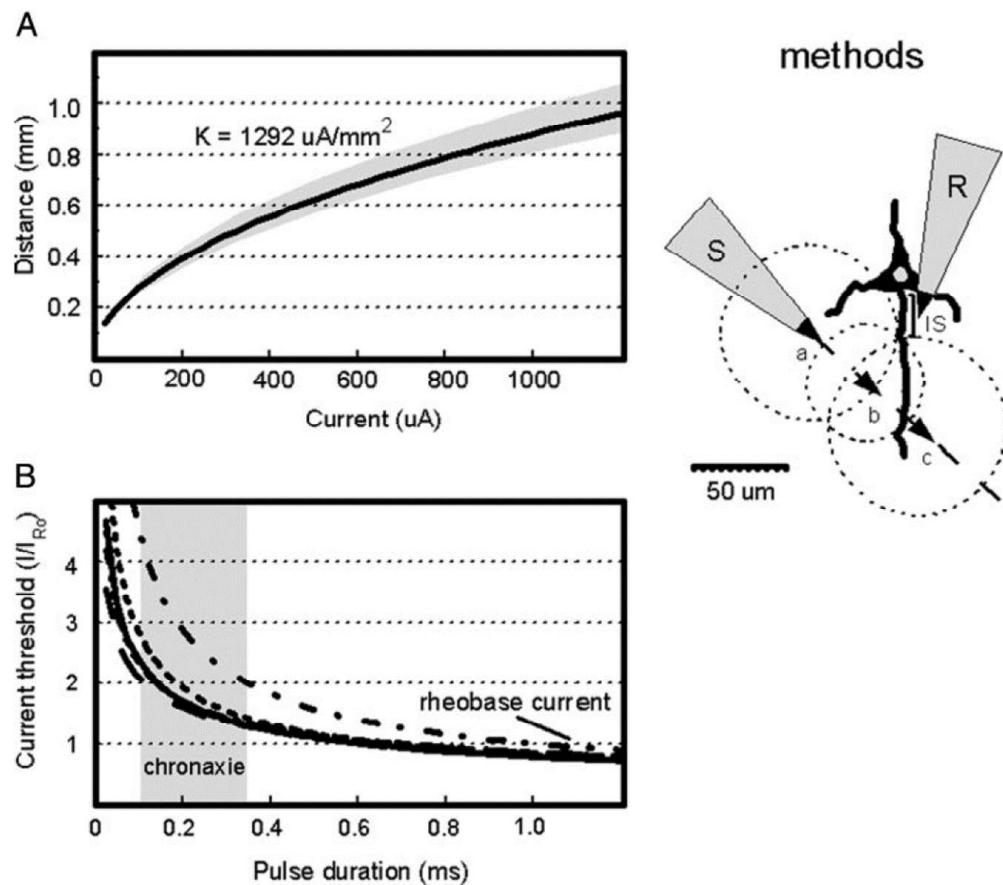 A
Distance (mm)
1.0
0.8
0.6
0.4
0.2
K = 1292 uA/mm²
0 200 400 600 800 1000
Current (uA)
methods
S
R
IS
a
b
c
50 um
B
Current threshold (I/I_Ro)
4
3
2
1
rheobase current
chronaxie
0 0.2 0.4 0.6 0.8 1.0
Pulse duration (ms)